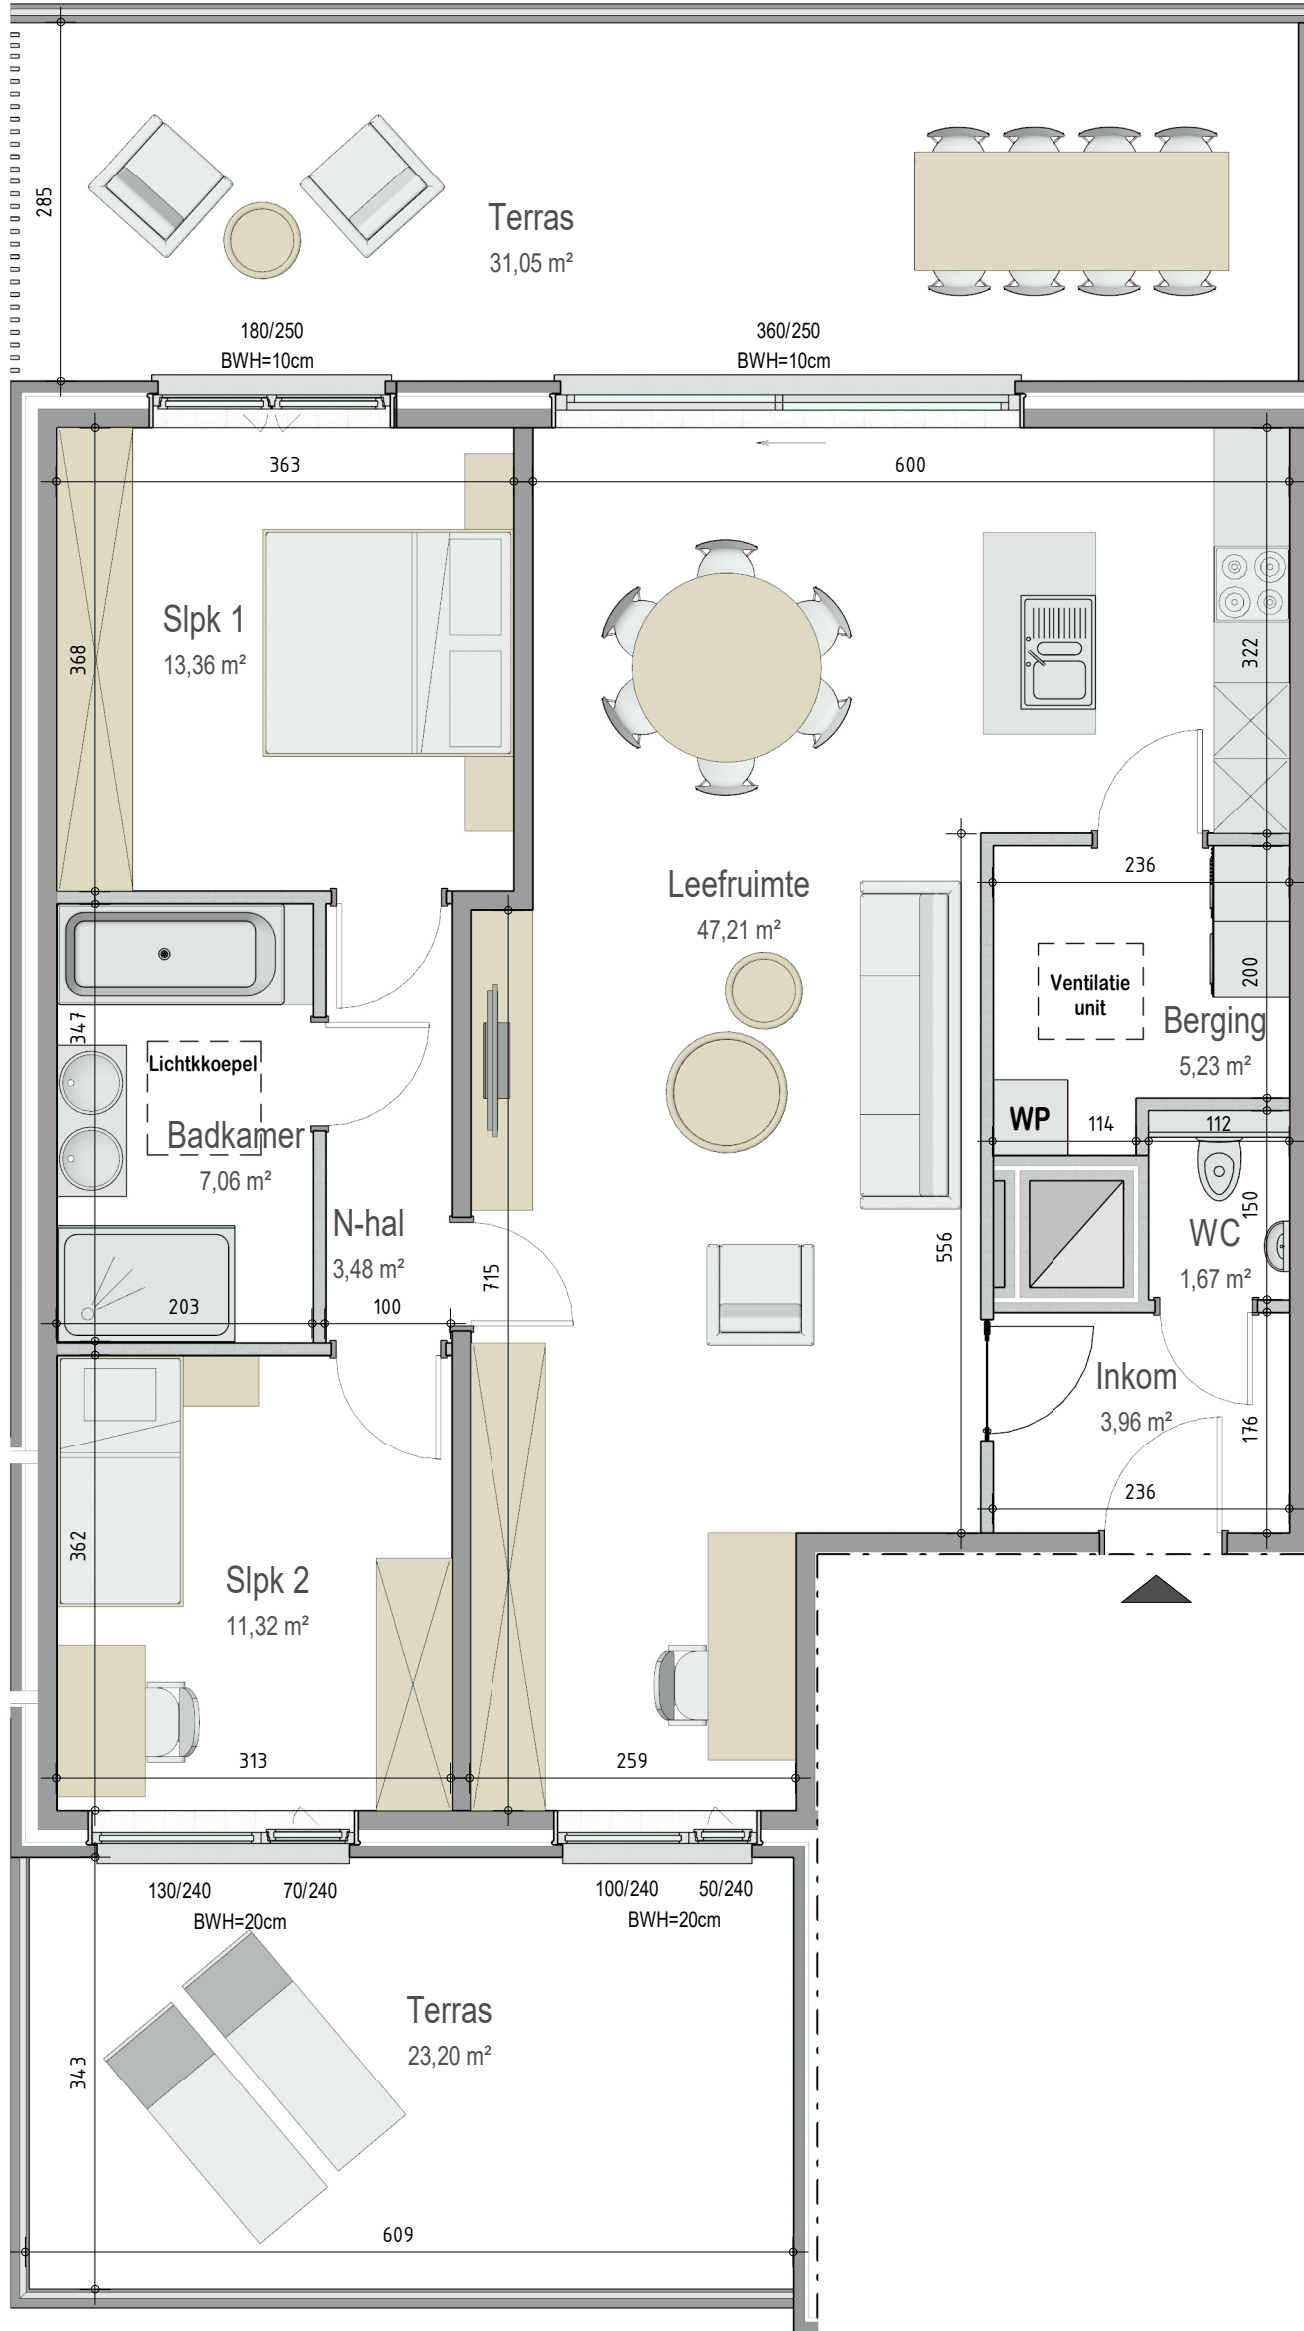 285
Terras
31,05 m²
180/250
BWH=10cm
360/250
BWH=10cm
363
600
Slpk 1
13,36 m²
368
322
Leefruimte
47,21 m²
236
Ventilatie
unit
200
Berging
5,23 m²
347
Lichtkkoepel
Badkamer
7,06 m²
WP
114
112
150
WC
1,67 m²
N-hal
3,48 m²
203
100
715
556
Inkom
3,96 m²
176
236
362
Slpk 2
11,32 m²
313
259
130/240
70/240
BWH=20cm
100/240
50/240
BWH=20cm
Terras
23,20 m²
343
609